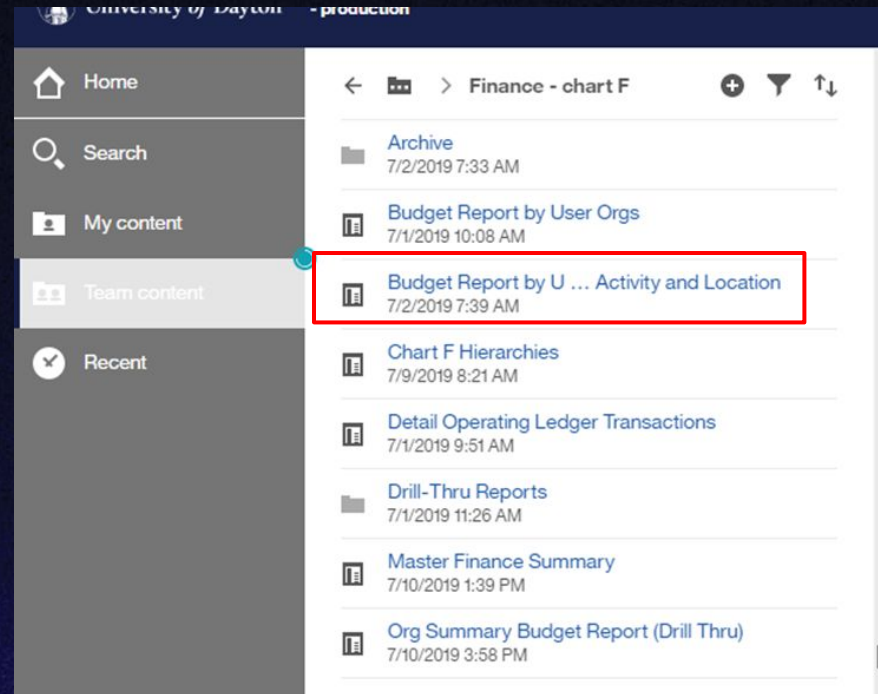 University of Dayton - production
Home
Search
My content
Team content
Recent
Finance - chart F
Archive
7/2/2019 7:33 AM
Budget Report by User Orgs
7/1/2019 10:08 AM
Budget Report by U ... Activity and Location
7/2/2019 7:39 AM
Chart F Hierarchies
7/9/2019 8:21 AM
Detail Operating Ledger Transactions
7/1/2019 9:51 AM
Drill-Thru Reports
7/1/2019 11:26 AM
Master Finance Summary
7/10/2019 1:39 PM
Org Summary Budget Report (Drill Thru)
7/10/2019 3:58 PM